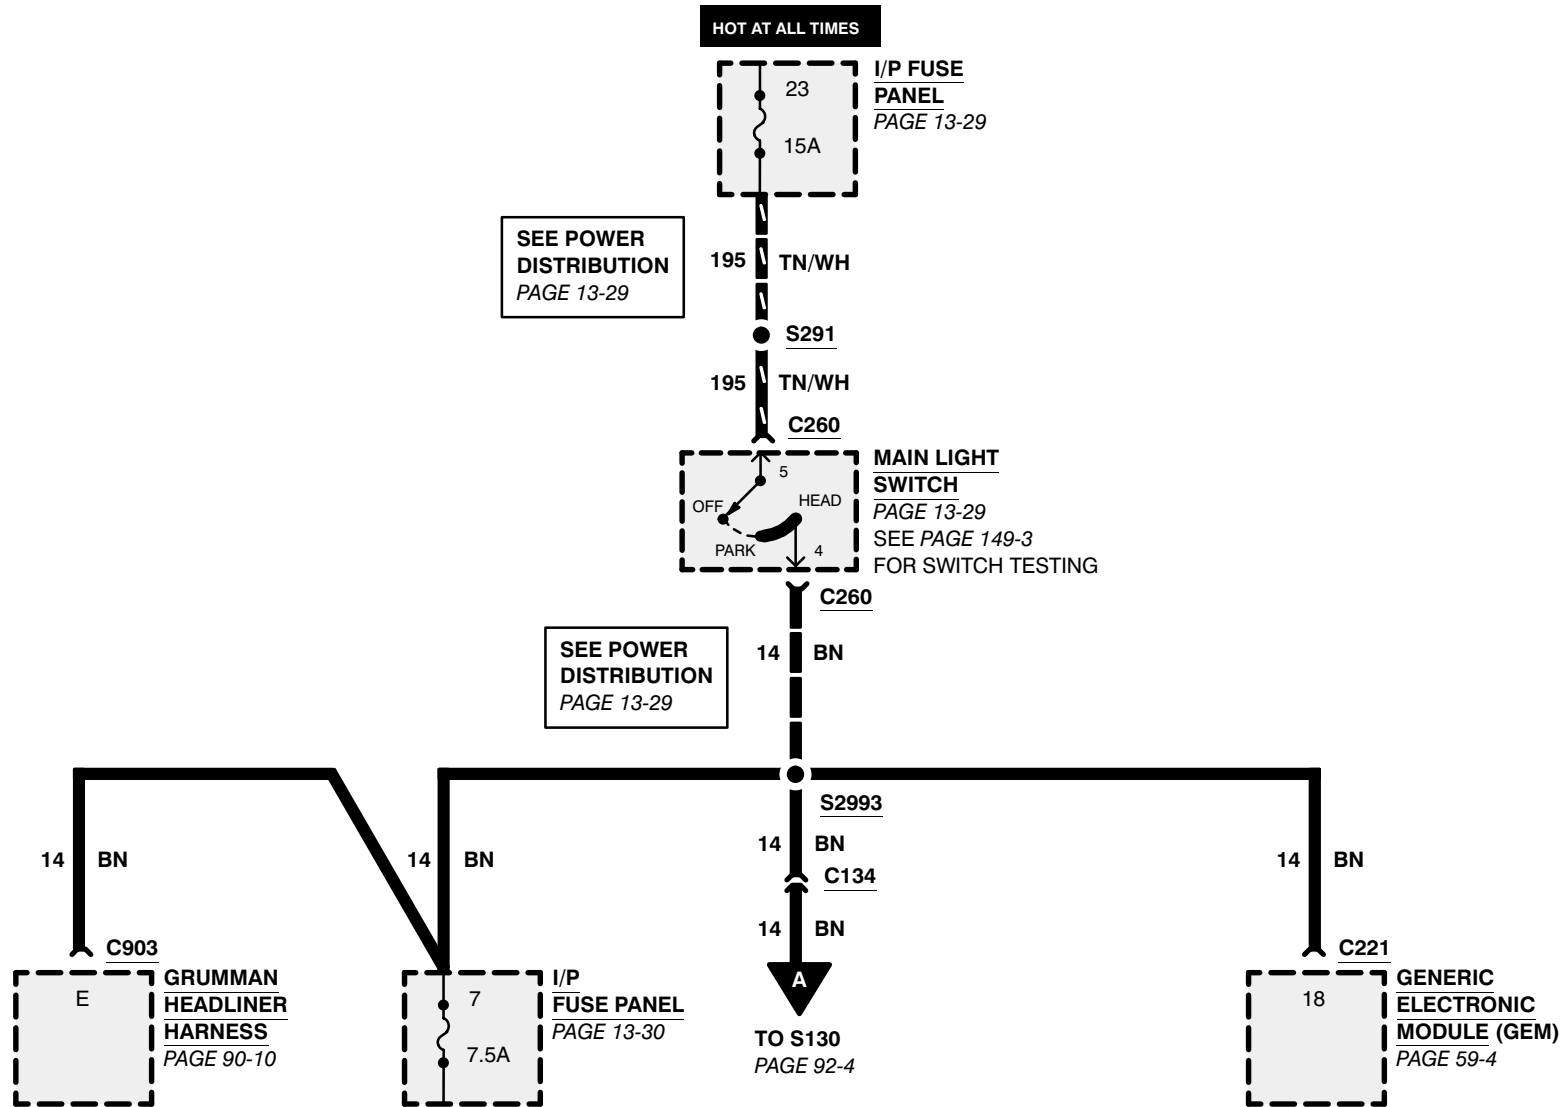 HOT AT ALL TIMES
23
15A
I/P FUSE
PANEL
PAGE 13-29
SEE POWER
DISTRIBUTION
PAGE 13-29
195 TN/WH
S291
195 TN/WH
C260
5
OFF
HEAD
PARK
4
MAIN LIGHT
SWITCH
PAGE 13-29
SEE PAGE 149-3
FOR SWITCH TESTING
C260
SEE POWER
DISTRIBUTION
PAGE 13-29
14 BN
S2993
14 BN
14 BN
14 BN
C134
14 BN
14 BN
C903
E
GRUMMAN
HEADLINER
HARNESS
PAGE 90-10
7
7.5A
I/P
FUSE PANEL
PAGE 13-30
A
TO S130
PAGE 92-4
C221
18
GENERIC
ELECTRONIC
MODULE (GEM)
PAGE 59-4